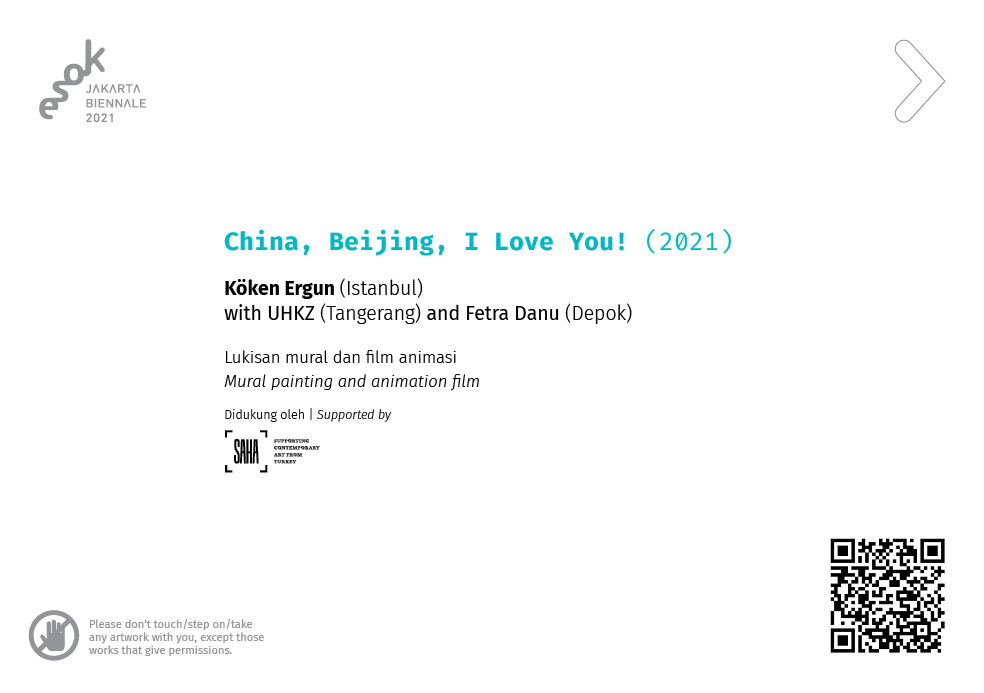 esok
JAKARTA
BIENNALE
2021
China, Beijing, I Love You! (2021)
Köken Ergun (Istanbul)
with UHKZ (Tangerang) and Fetra Danu (Depok)
Lukisan mural dan film animasi
Mural painting and animation film
Didukung oleh | Supported by
SAHA
SUPPORTING
CONTEMPORARY
ART FROM
TURKEY
Please don't touch/step on/take
any artwork with you, except those
works that give permissions.